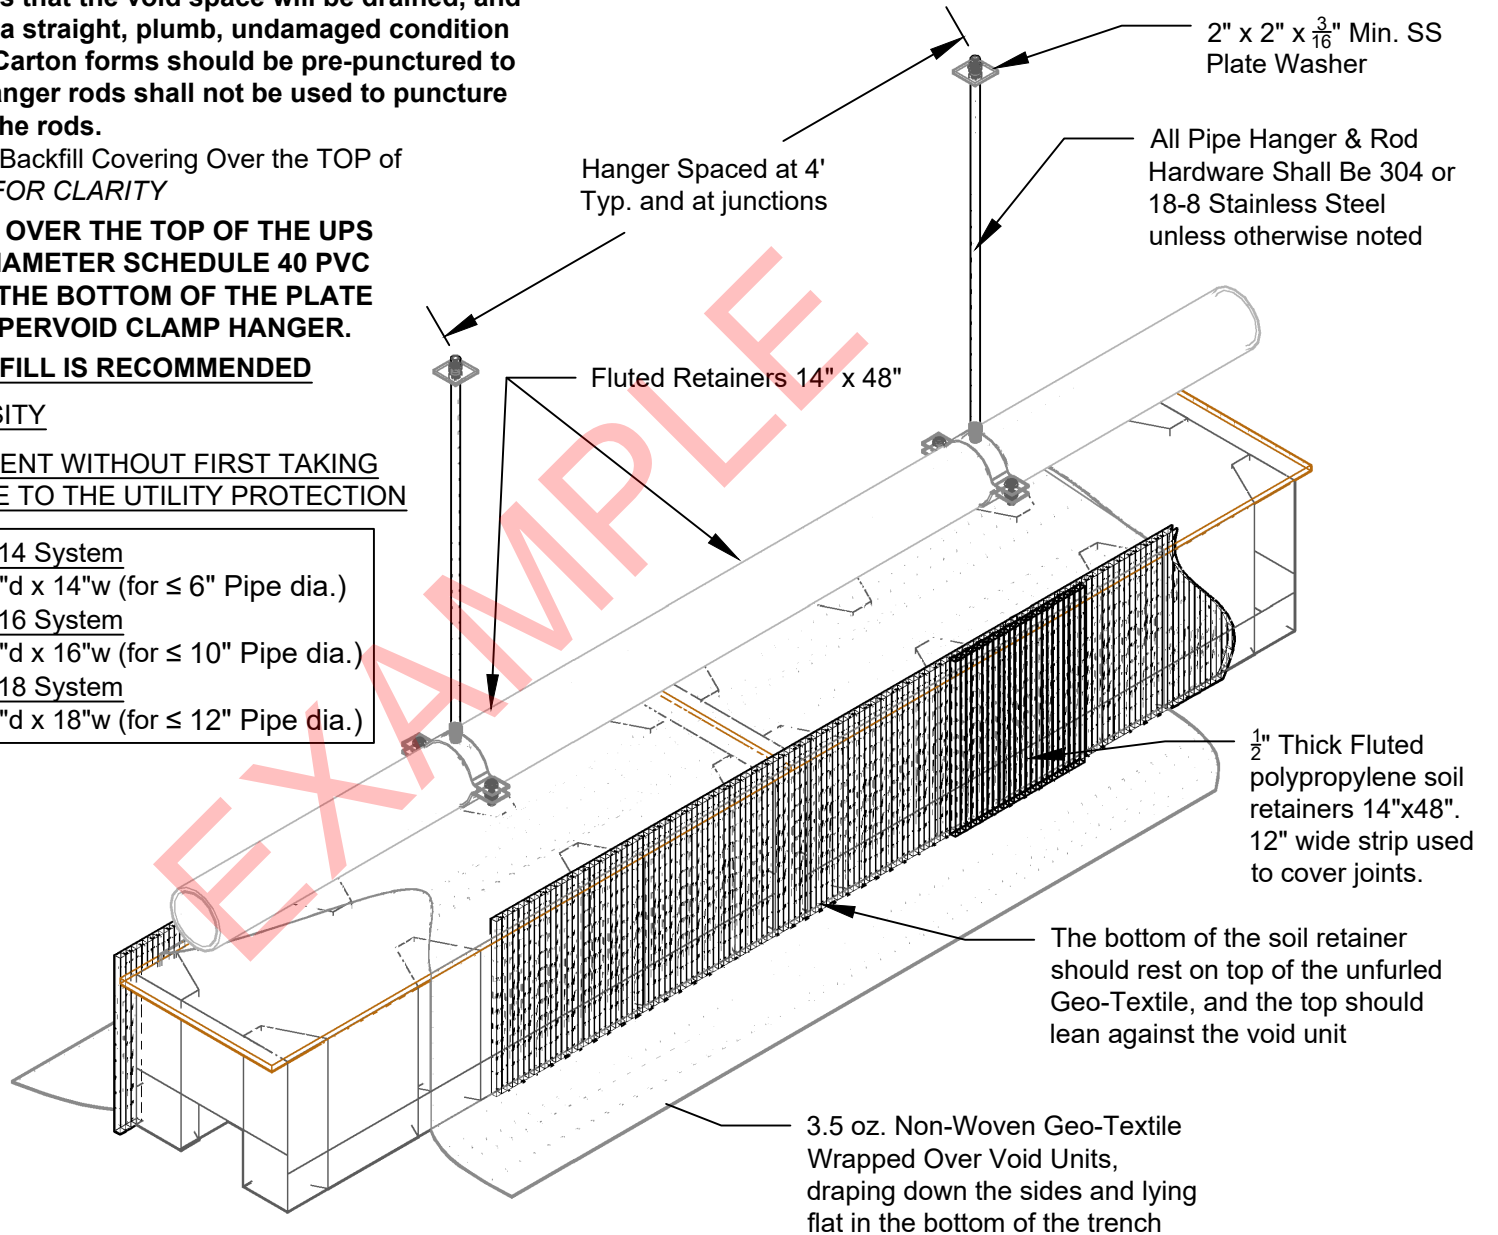 s that the void space will be drained, and
a straight, plumb, undamaged condition
Carton forms should be pre-punctured to
anger rods shall not be used to puncture
he rods.
Backfill Covering Over the TOP of
FOR CLARITY
OVER THE TOP OF THE UPS
IAMETER SCHEDULE 40 PVC
THE BOTTOM OF THE PLATE
PERVOID CLAMP HANGER.
FILL IS RECOMMENDED
SITY
ENT WITHOUT FIRST TAKING
E TO THE UTILITY PROTECTION
14 System
"d x 14"w (for ≤ 6" Pipe dia.)
16 System
"d x 16"w (for ≤ 10" Pipe dia.)
18 System
"d x 18"w (for ≤ 12" Pipe dia.)
Hanger Spaced at 4'
Typ. and at junctions
2" x 2" x 3/16" Min. SS
Plate Washer
All Pipe Hanger & Rod
Hardware Shall Be 304 or
18-8 Stainless Steel
unless otherwise noted
Fluted Retainers 14" x 48"
EXAMPLE
1/2" Thick Fluted
polypropylene soil
retainers 14"x48".
12" wide strip used
to cover joints.
The bottom of the soil retainer
should rest on top of the unfurled
Geo-Textile, and the top should
lean against the void unit
3.5 oz. Non-Woven Geo-Textile
Wrapped Over Void Units,
draping down the sides and lying
flat in the bottom of the trench